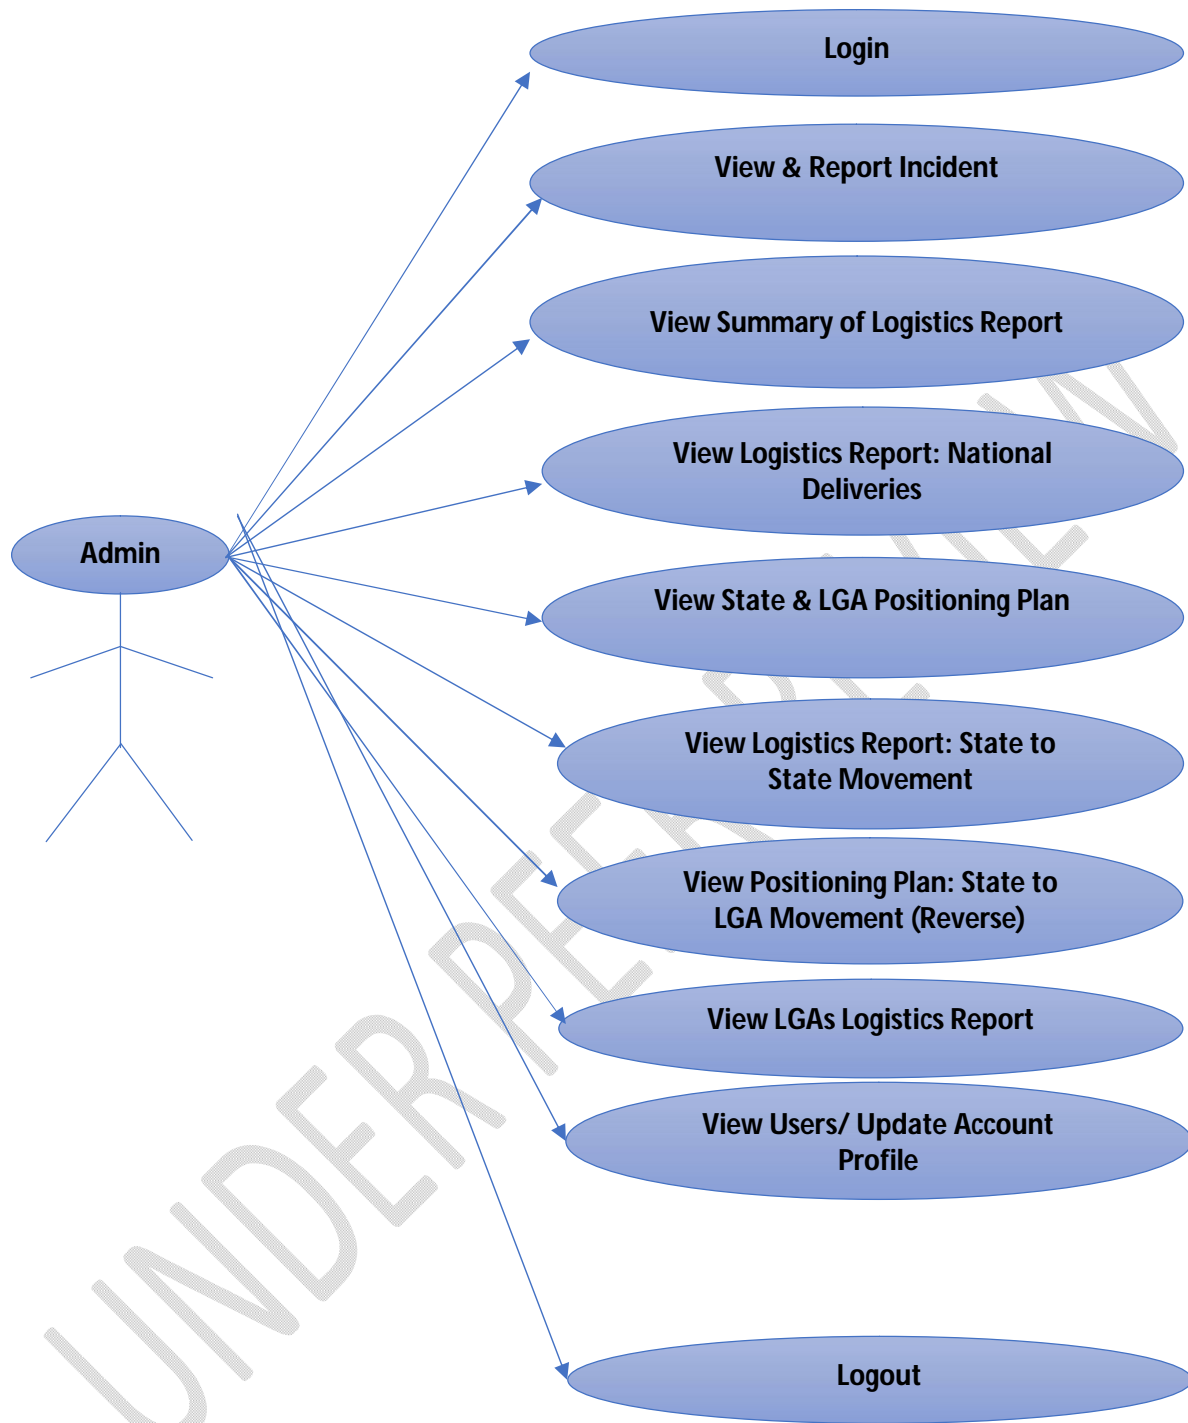 Login
View & Report Incident
View Summary of Logistics Report
View Logistics Report: National
Deliveries
Admin
View State & LGA Positioning Plan
View Logistics Report: State to
State Movement
View Positioning Plan: State to
LGA Movement (Reverse)
View LGAs Logistics Report
View Users/ Update Account
Profile
Logout
UNDER PEER REVIEW